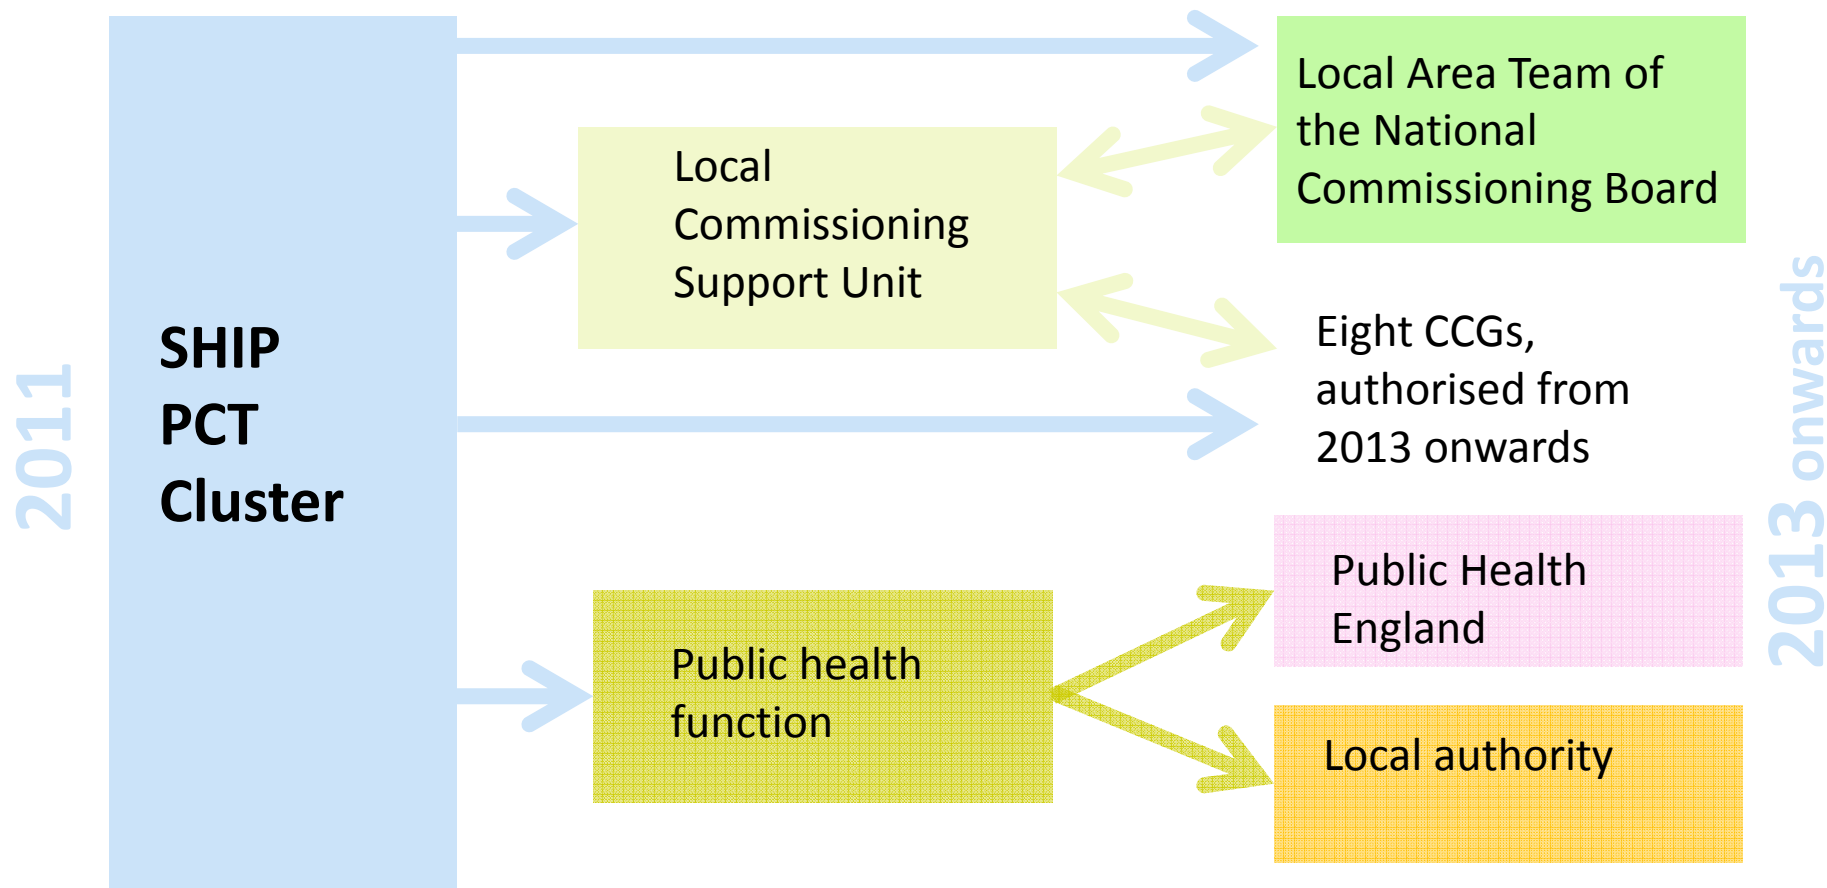 2011
SHIP
PCT
Cluster
Local
Commissioning
Support Unit
Public health
function
Local Area Team of
the National
Commissioning Board
Eight CCGs,
authorised from
2013 onwards
Public Health
England
Local authority
2013 onwards